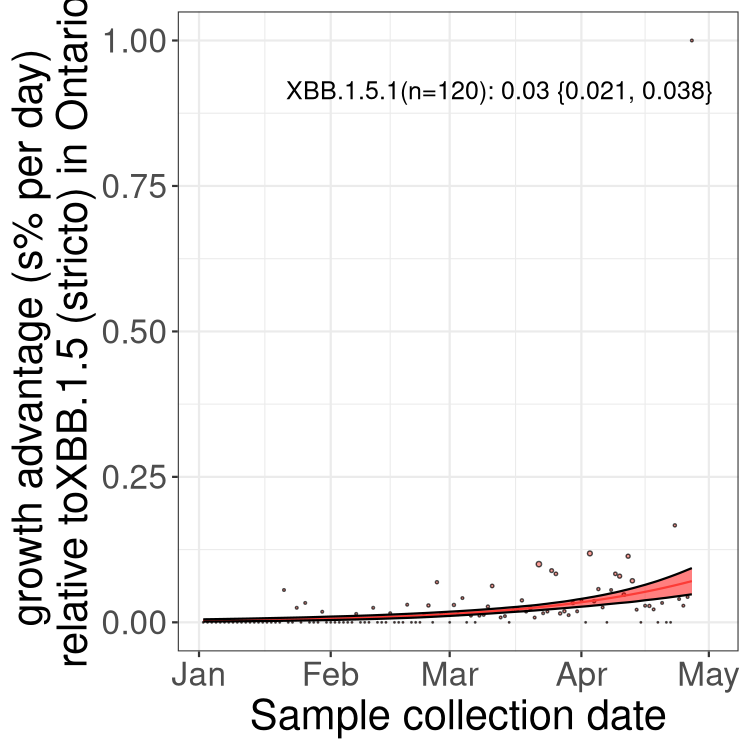 growth advantage (s% per day)
relative toXBB.1.5 (stricto) in Ontario
1.00
0.75
0.50
0.25
0.00
XBB.1.5.1(n=120): 0.03 {0.021, 0.038}
Jan Feb Mar Apr May
Sample collection date